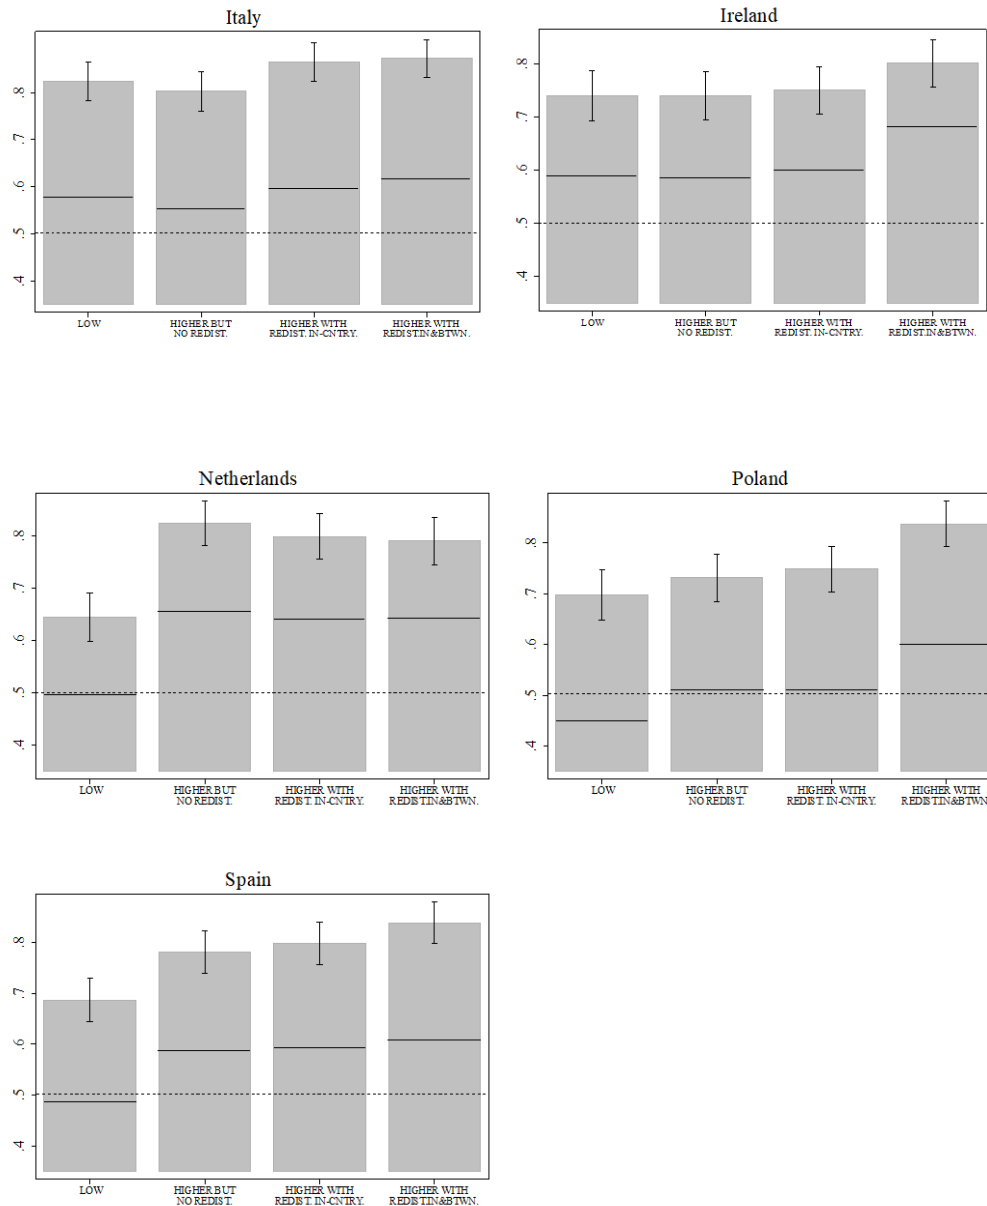 Italy
.8
.7
.6
.5
.4
LOW
HIGHER BUT
NO REDIST.
HIGHER WITH
REDIST. IN-CNTRY.
HIGHER WITH
REDIST.IN&BTWN.
Ireland
.8
.7
.6
.5
.4
LOW
HIGHER BUT
NO REDIST.
HIGHER WITH
REDIST. IN-CNTRY.
HIGHER WITH
REDIST.IN&BTWN.
Netherlands
.8
.7
.6
.5
.4
LOW
HIGHER BUT
NO REDIST.
HIGHER WITH
REDIST. IN-CNTRY.
HIGHER WITH
REDIST.IN&BTWN.
Poland
.8
.7
.6
.5
.4
LOW
HIGHER BUT
NO REDIST.
HIGHER WITH
REDIST. IN-CNTRY.
HIGHER WITH
REDIST.IN&BTWN
Spain
.8
.7
.6
.5
.4
LOW
HIGHER BUT
NO REDIST.
HIGHER WITH
REDIST. IN-CNTRY.
HIGHER WITH
REDIST.IN&BTWN.